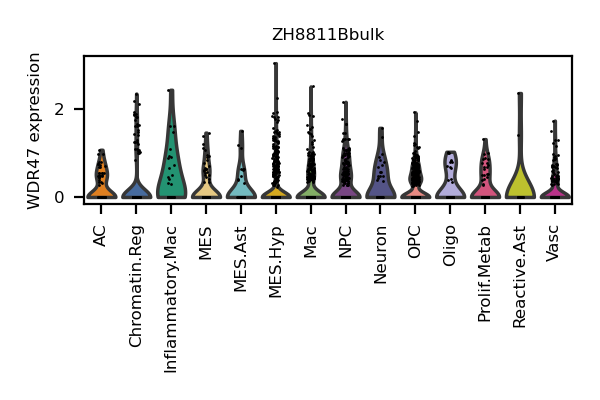 ZH8811Bbulk
WDR47 expression
2
0
AC
Chromatin.Reg
Inflammatory.Mac
MES
MES.Ast
MES.Hyp
Mac
NPC
Neuron
OPC
Oligo
Prolif.Metab
Reactive.Ast
Vasc